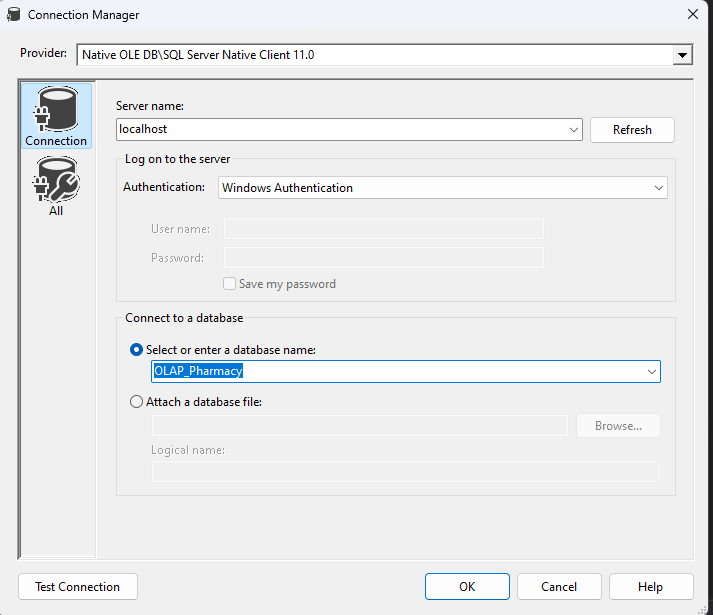 Connection Manager
Provider: Native OLE DB\SQL Server Native Client 11.0
Connection
All
Server name:
localhost
Refresh
Log on to the server
Authentication: Windows Authentication
User name:
Password:
Save my password
Connect to a database
Select or enter a database name:
OLAP_Pharmacy
Attach a database file:
Browse...
Logical name:
Test Connection OK Cancel Help